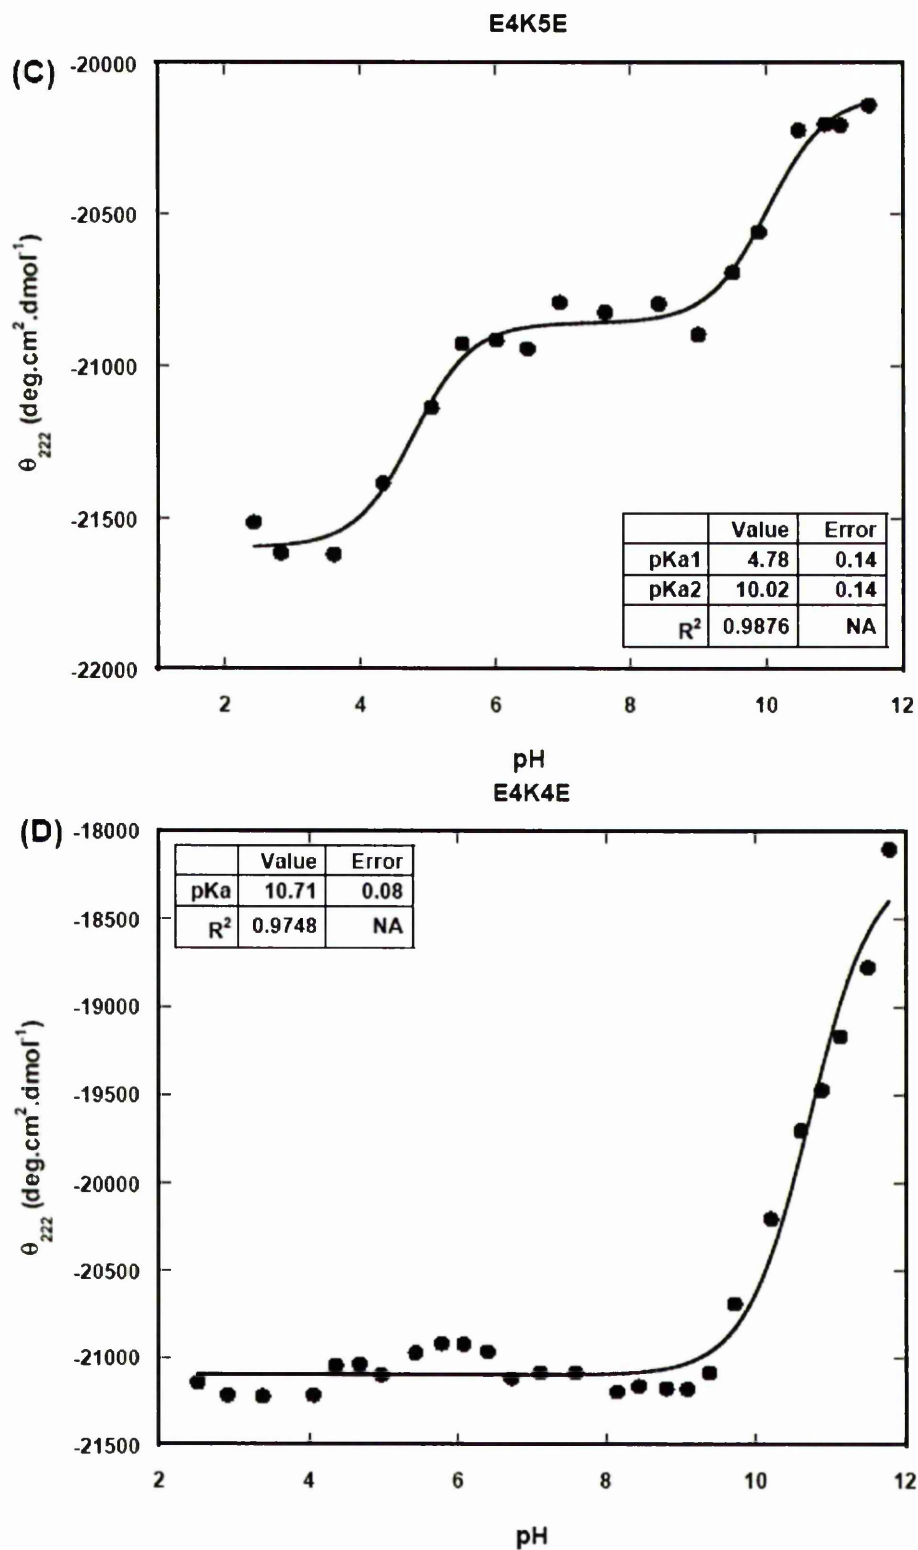 E4K5E
(C)
-20000
-20500
-21000
-21500
-22000
θ222 (deg.cm².dmol⁻¹)
Value Error
pKa1 4.78 0.14
pKa2 10.02 0.14
R² 0.9876 NA
2 4 6 8 10 12
pH
E4K4E
(D)
-18000
-18500
-19000
-19500
-20000
-20500
-21000
-21500
θ222 (deg.cm².dmol⁻¹)
Value Error
pKa 10.71 0.08
R² 0.9748 NA
2 4 6 8 10 12
pH